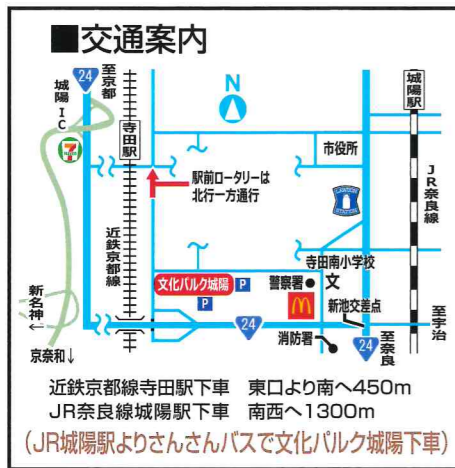 ■交通案内
至京都
24
城陽IC
寺田駅
N
城陽駅
市役所
駅前ロータリーは
北行一方通行
LAWSON
STATION
JR奈良線
近鉄京都線
寺田南小学校
文
文化パルク城陽
P
P
警察署
新池交差点
新名神
24
消防署
24
至奈良
至宇治
京奈和↓
近鉄京都線寺田駅下車 東口より南へ450m
JR奈良線城陽駅下車 南西へ1300m
(JR城陽駅よりさんさんバスで文化パルク城陽下車)